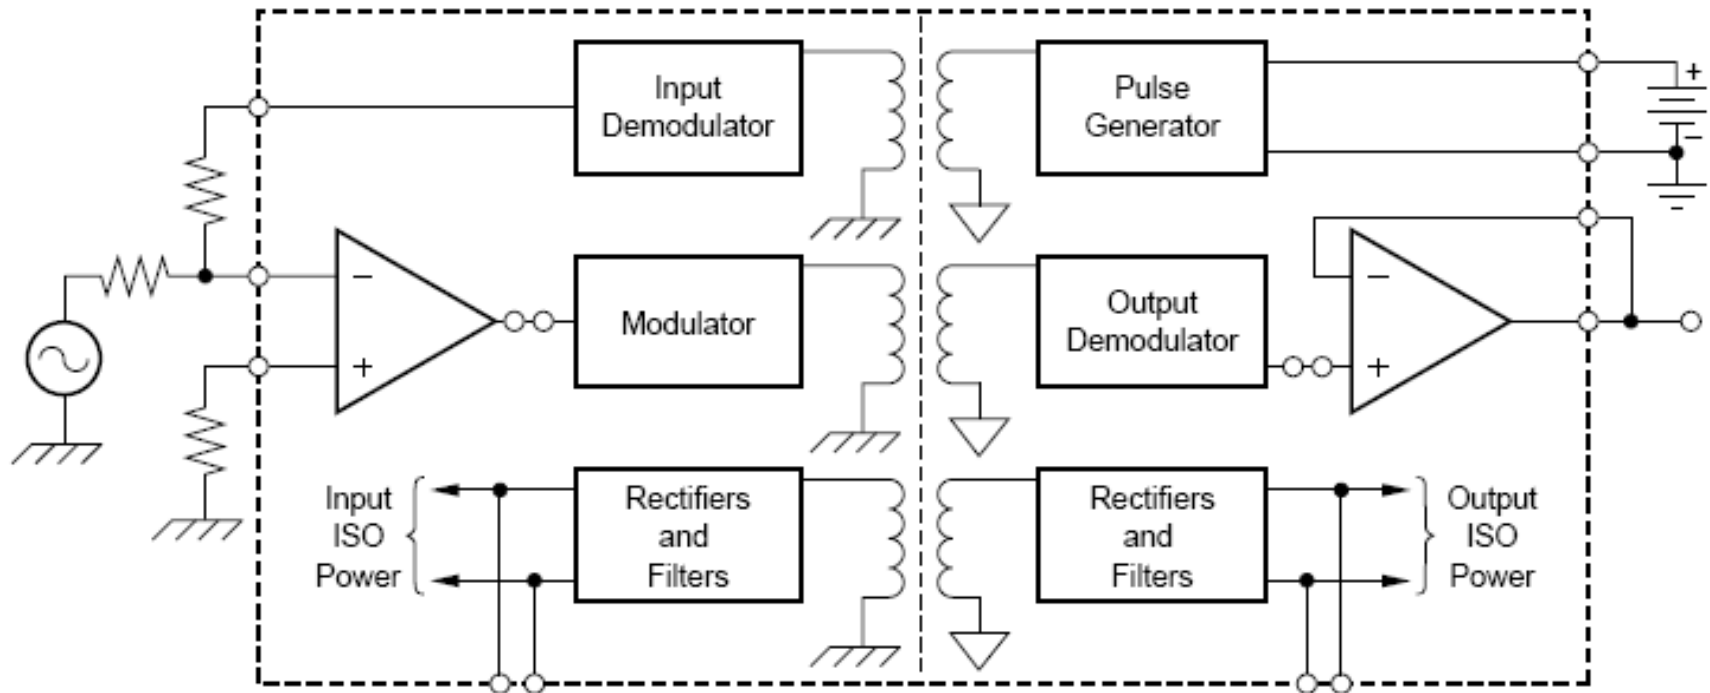 Input
Demodulator
Pulse
Generator
+
−
−
+
Modulator
Output
Demodulator
−
+
Input
ISO
Power
Rectifiers
and
Filters
Rectifiers
and
Filters
Output
ISO
Power